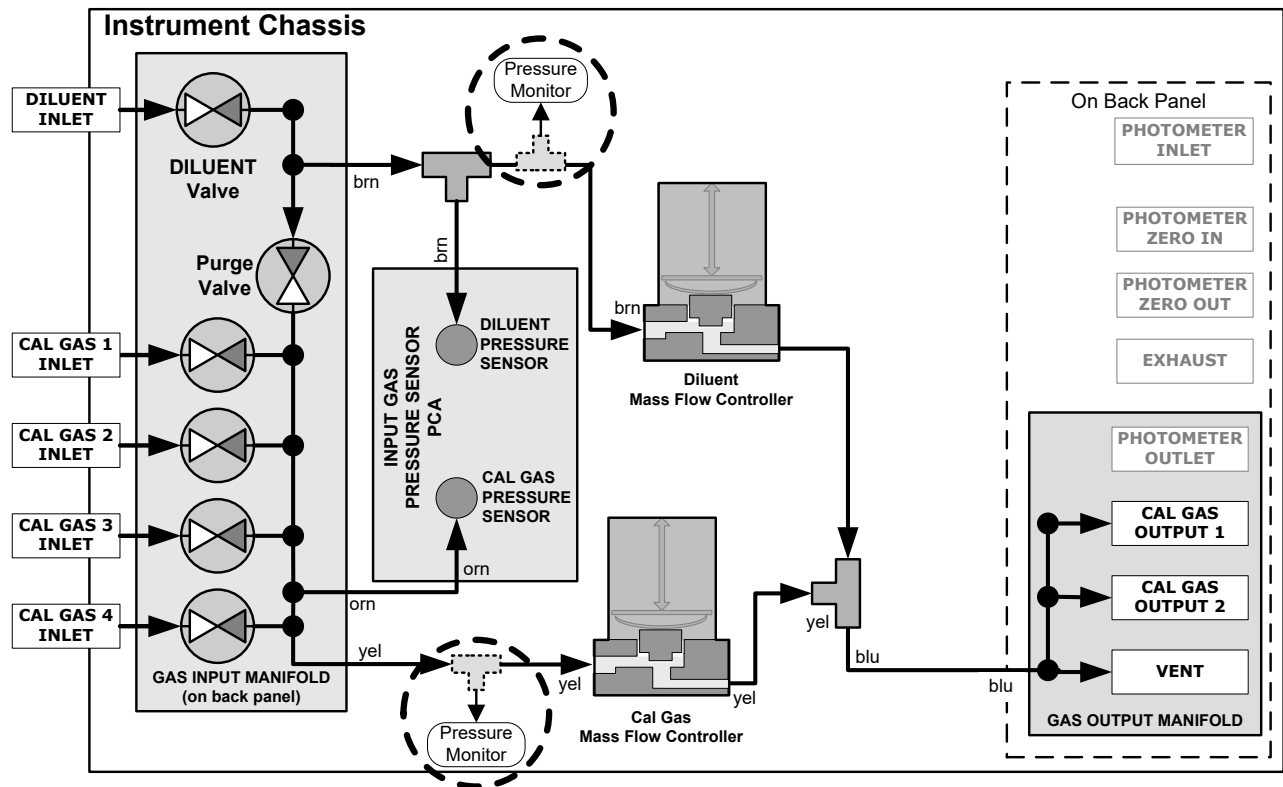 Instrument Chassis
Pressure
Monitor
On Back Panel
DILUENT
INLET
PHOTOMETER
INLET
DILUENT
Valve
brn
brn
PHOTOMETER
ZERO IN
Purge
Valve
PHOTOMETER
ZERO OUT
brn
CAL GAS 1
INLET
DILUENT
PRESSURE
SENSOR
EXHAUST
Diluent
Mass Flow Controller
INPUT GAS
PRESSURE SENSOR
PCA
CAL GAS 2
INLET
PHOTOMETER
OUTLET
CAL GAS
PRESSURE
SENSOR
CAL GAS 3
INLET
CAL GAS
OUTPUT 1
orn
orn
CAL GAS 4
INLET
CAL GAS
OUTPUT 2
yel
yel
yel
yel
blu
blu
VENT
GAS INPUT MANIFOLD
(on back panel)
Cal Gas
Mass Flow Controller
GAS OUTPUT MANIFOLD
Pressure
Monitor